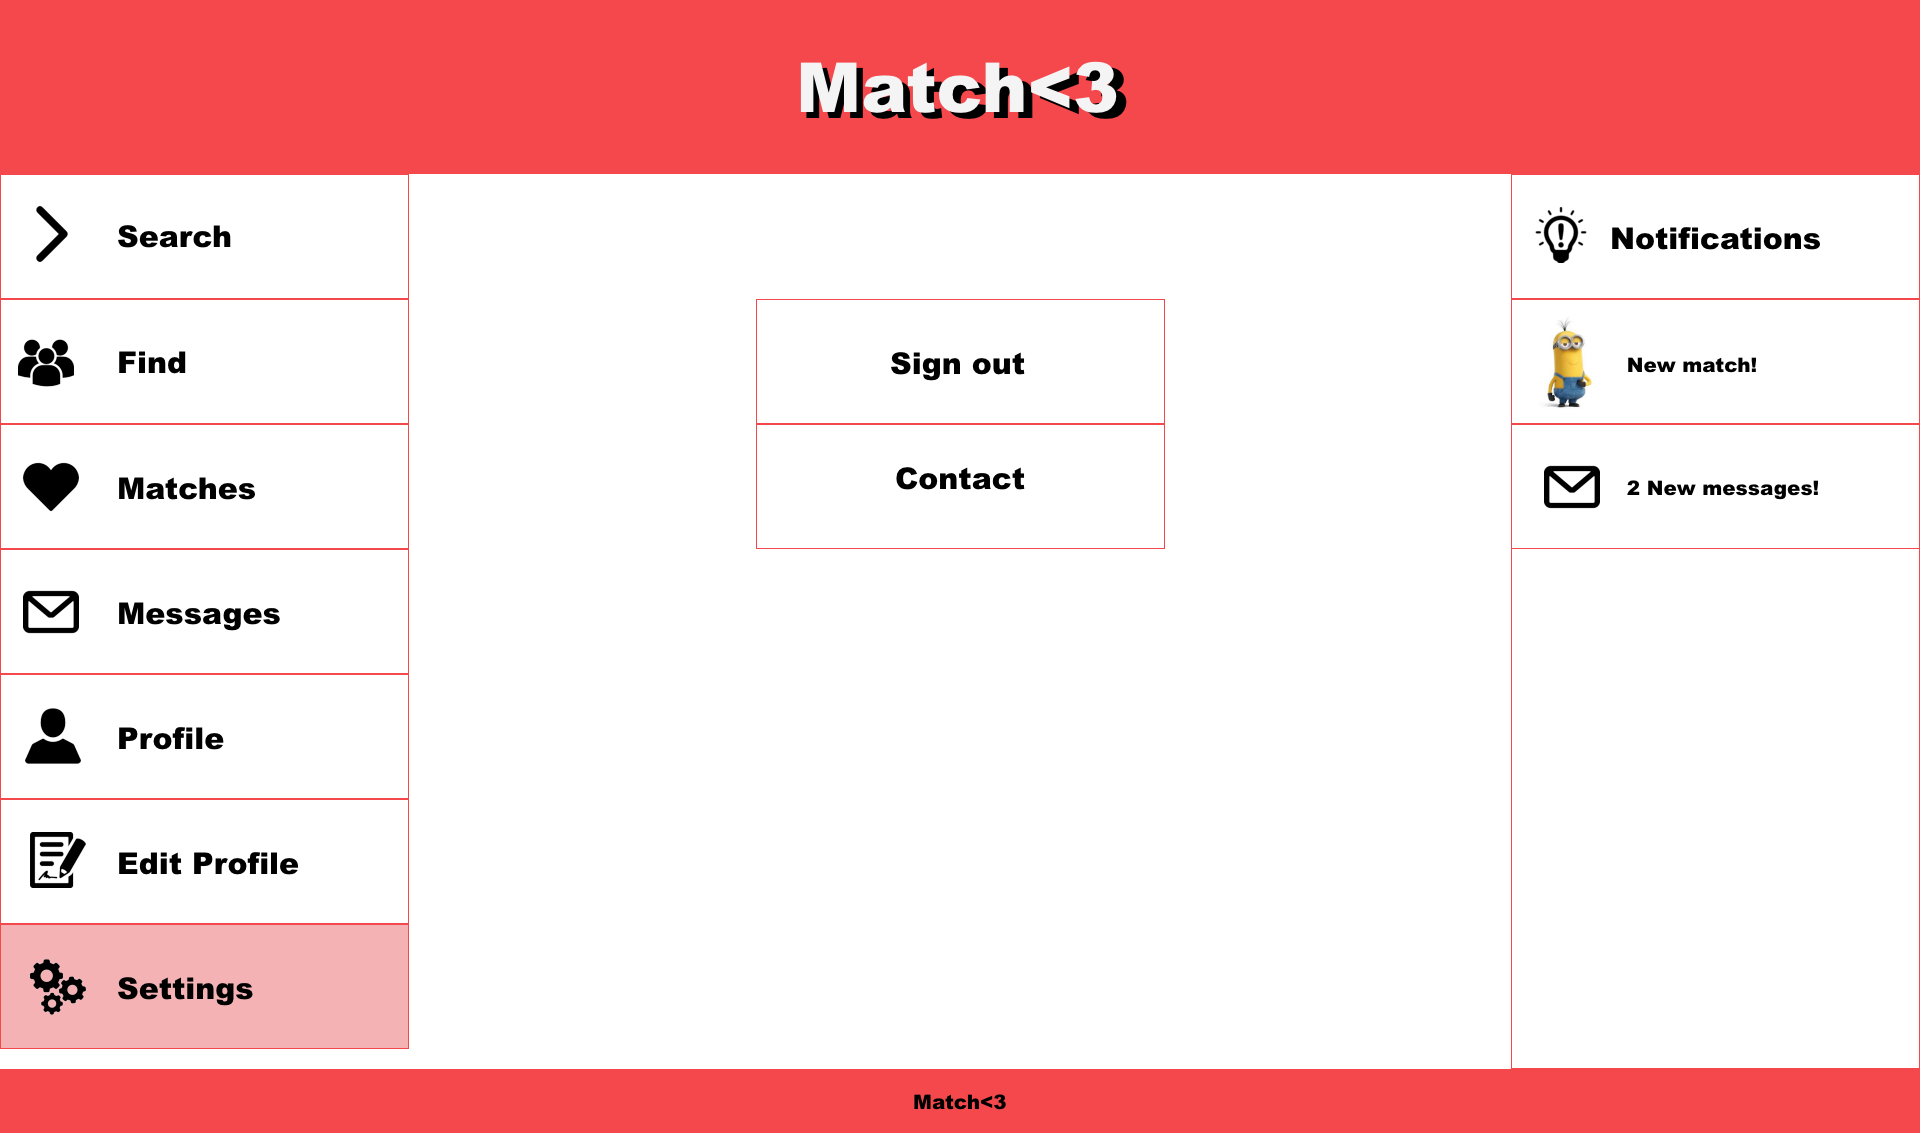 Match<3
Search
Find
Matches
Messages
Profile
Edit Profile
Settings
Sign out
Contact
Notifications
New match!
2 New messages!
Match<3